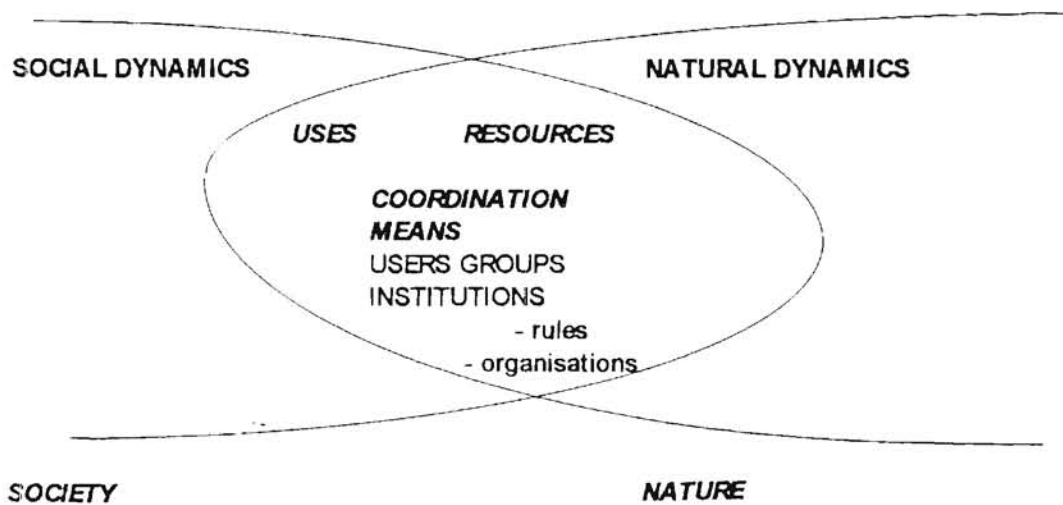 SOCIAL DYNAMICS NATURAL DYNAMICS
USES RESOURCES
COORDINATION
MEANS
USERS GROUPS
INSTITUTIONS
- rules
- organisations
SOCIETY NATURE